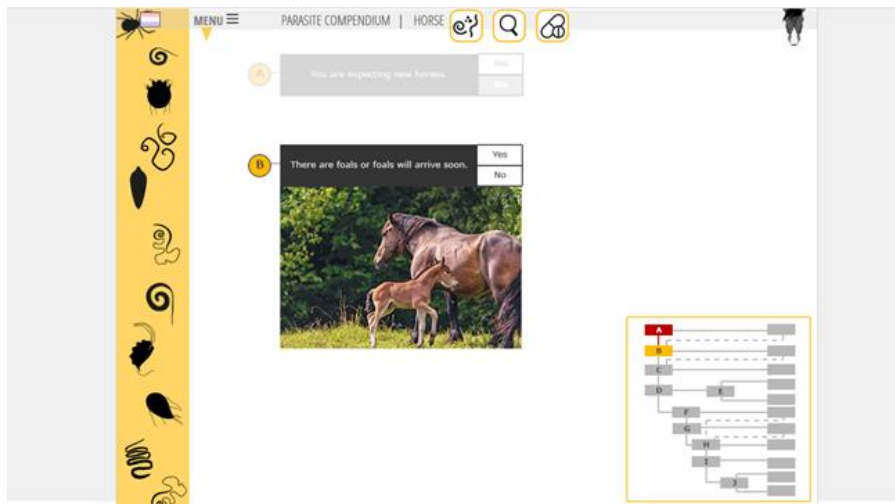 MENU
PARASITE COMPENDIUM | HORSE
A
You are expecting new horses.
Yes
No
B
There are foals or foals will arrive soon.
Yes
No
A
B
C
D
E
F
G
H
I
J